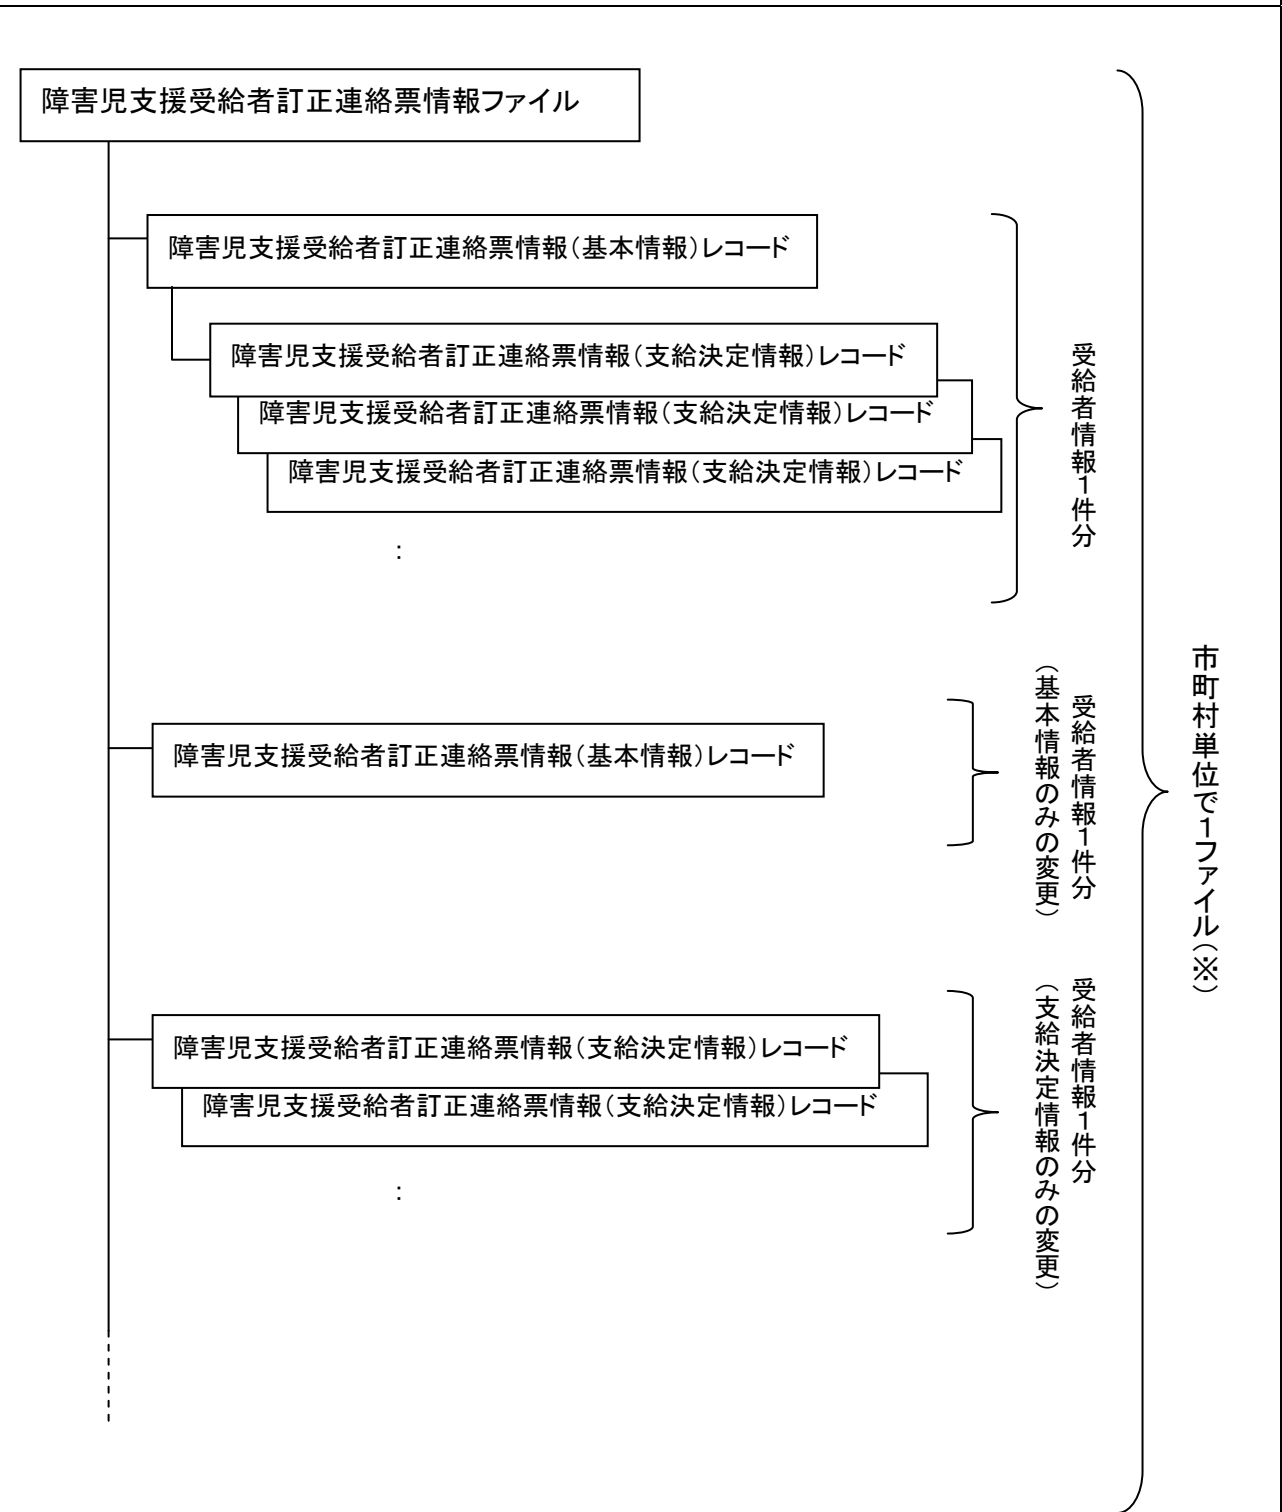 障害児支援受給者訂正連絡票情報ファイル
障害児支援受給者訂正連絡票情報（基本情報）レコード
障害児支援受給者訂正連絡票情報（支給決定情報）レコード
障害児支援受給者訂正連絡票情報（支給決定情報）レコード
障害児支援受給者訂正連絡票情報（支給決定情報）レコード
：
受給者情報１件分
障害児支援受給者訂正連絡票情報（基本情報）レコード
受給者情報１件分
（基本情報のみの変更）
障害児支援受給者訂正連絡票情報（支給決定情報）レコード
障害児支援受給者訂正連絡票情報（支給決定情報）レコード
：
受給者情報１件分
（支給決定情報のみの変更）
市町村単位で１ファイル（※）